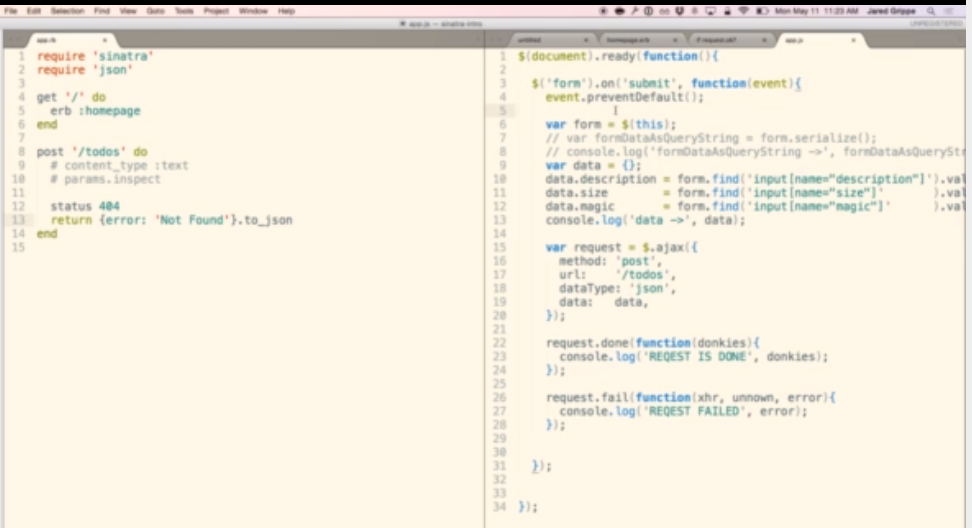 File Edit Selection Find View Goto Tools Project Window Help
Mon May 11 11:23 AM Jared Grippe
app.js — sinatra-intro
UNREGISTERED
app.rb
1 require 'sinatra'
2 require 'json'
3
4 get '/' do
5 erb :homepage
6 end
7
8 post '/todos' do
9 # content_type :text
10 # params.inspect
11
12 status 404
13 return {error: 'Not Found'}.to_json
14 end
15
untitled homepage.erb if request.ok? app.js
1 $(document).ready(function(){
2
3 $('form').on('submit', function(event){
4 event.preventDefault();
5
6 var form = $(this);
7 // var formDataAsQueryString = form.serialize();
8 // console.log('formDataAsQueryString ->', formDataAsQueryStr
9 var data = {};
10 data.description = form.find('input[name="description"]').val
11 data.size = form.find('input[name="size"]' ).val
12 data.magic = form.find('input[name="magic"]' ).val
13 console.log('data ->', data);
14
15 var request = $.ajax({
16 method: 'post',
17 url: '/todos',
18 dataType: 'json',
19 data: data,
20 });
21
22 request.done(function(donkies){
23 console.log('REQEST IS DONE', donkies);
24 });
25
26 request.fail(function(xhr, unnown, error){
27 console.log('REQEST FAILED', error);
28 });
29
30
31 });
32
33
34 });